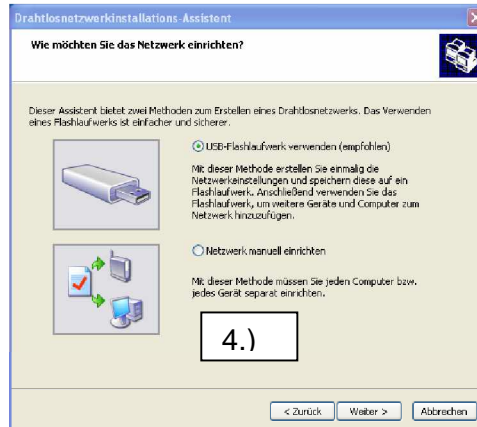 Drahtlosnetzwerkinstallations-Assistent
Wie möchten Sie das Netzwerk einrichten?
Dieser Assistent bietet zwei Methoden zum Erstellen eines Drahtlosnetzwerks. Das Verwenden
eines Flashlaufwerks ist einfacher und sicherer.
USB-Flashlaufwerk verwenden (empfohlen)
Mit dieser Methode erstellen Sie einmalig die
Netzwerkeinstellungen und speichern diese auf ein
Flashlaufwerk. Anschließend verwenden Sie das
Flashlaufwerk, um weitere Geräte und Computer zum
Netzwerk hinzuzufügen.
Netzwerk manuell einrichten
Mit dieser Methode müssen Sie jeden Computer bzw.
jedes Gerät separat einrichten.
4.)
< Zurück Weiter > Abbrechen